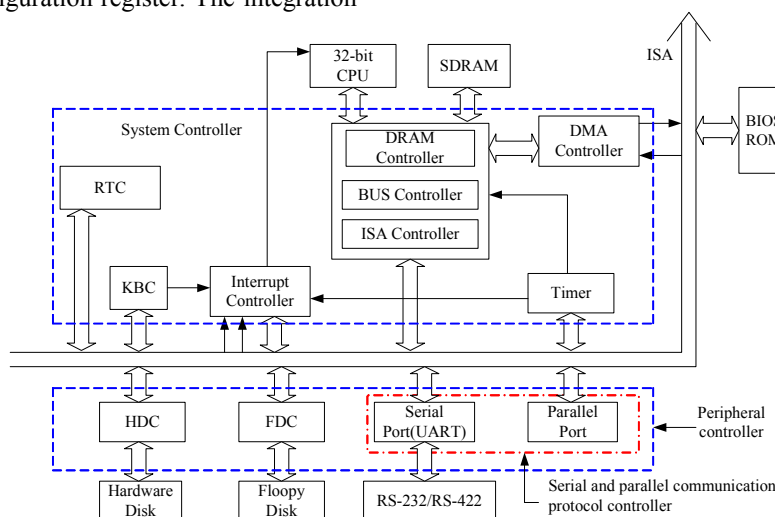 guration register. The integration
32-bit
CPU
SDRAM
ISA
System Controller
DRAM
Controller
DMA
Controller
BIOS
ROM
RTC
BUS Controller
ISA Controller
KBC
Interrupt
Controller
Timer
HDC
FDC
Serial
Port(UART)
Parallel
Port
Peripheral
controller
Hardware
Disk
Floopy
Disk
RS-232/RS-422
Serial and parallel communication
protocol controller